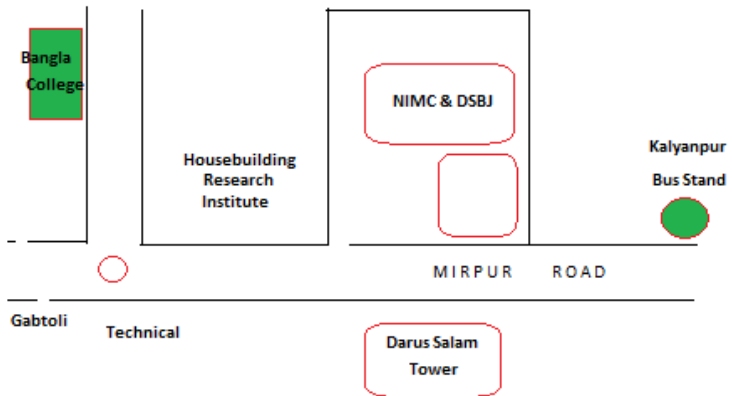 Bangla
College
NIMC & DSBJ
Housebuilding
Research
Institute
Kalyanpur
Bus Stand
MIRPUR ROAD
Gabtoli
Technical
Darus Salam
Tower